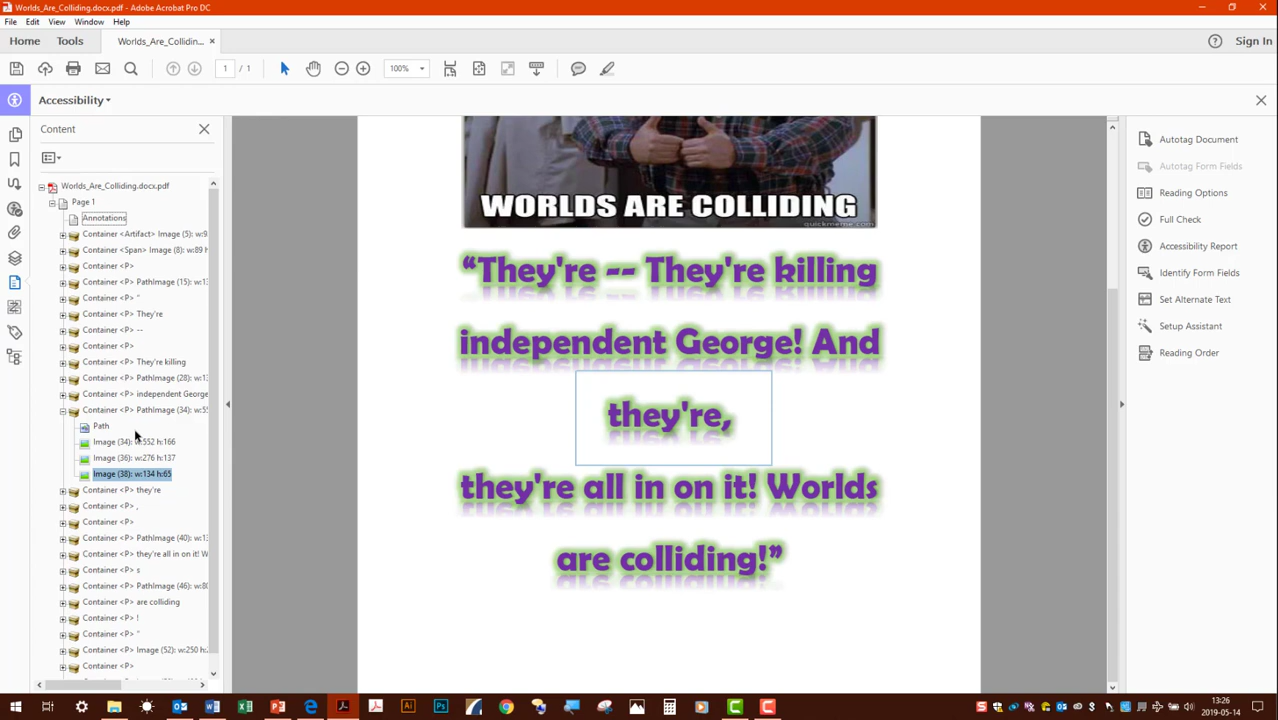 Worlds_Are_Colliding.docx.pdf - Adobe Acrobat Pro DC
File Edit View Window Help
Home Tools Worlds_Are_Collidin... × Sign In
1 / 1 100%
Accessibility
Content
Worlds_Are_Colliding.docx.pdf
Page 1
Annotations
Container <Artifact> Image (5): w:9
Container <Span> Image (8): w:89 h
Container <P>
Container <P> PathImage (15): w:1
Container <P> "
Container <P> They're
Container <P> --
Container <P>
Container <P> They're killing
Container <P> PathImage (28): w:1
Container <P> independent George
Container <P> PathImage (34): w:55
Path
Image (34): w:552 h:166
Image (36): w:276 h:137
Image (38): w:134 h:65
Container <P> they're
Container <P> ,
Container <P>
Container <P> PathImage (40): w:1
Container <P> they're all in on it! W
Container <P> s
Container <P> PathImage (46): w:80
Container <P> are colliding
Container <P> !
Container <P> "
Container <P> Image (52): w:250 h:
Container <P>
WORLDS ARE COLLIDING
quickmeme.com
“They're -- They're killing
independent George! And
they're,
they're all in on it! Worlds
are colliding!”
Autotag Document
Autotag Form Fields
Reading Options
Full Check
Accessibility Report
Identify Form Fields
Set Alternate Text
Setup Assistant
Reading Order
13:26
2019-05-14